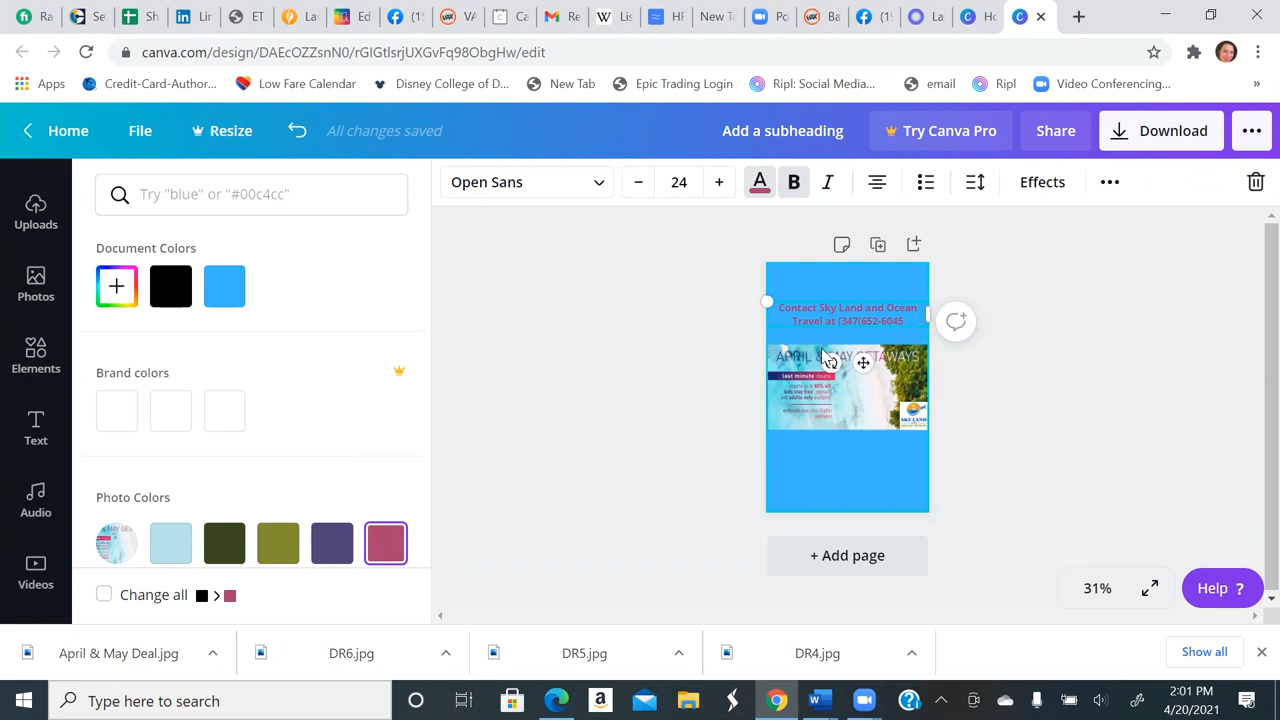 canva.com/design/DAEcOZZsnN0/rGlGtlsrjUXGvFq98ObgHw/edit
Apps
Credit-Card-Author...
Low Fare Calendar
Disney College of D...
New Tab
Epic Trading Login
Ripl: Social Media...
email
Ripl
Video Conferencing...
»
Home
File
Resize
All changes saved
Add a subheading
Try Canva Pro
Share
Download
Try "blue" or "#00c4cc"
Open Sans
24
A
B
I
Effects
Uploads
Photos
Elements
Text
Audio
Videos
Document Colors
Brand colors
Photo Colors
Change all
Contact Sky Land and Ocean
Travel at (347(652-6045
APRIL & MAY GETAWAYS
last minute deals
SKY LAND
+ Add page
31%
Help ?
April & May Deal.jpg
DR6.jpg
DR5.jpg
DR4.jpg
Show all
Type here to search
2:01 PM
4/20/2021